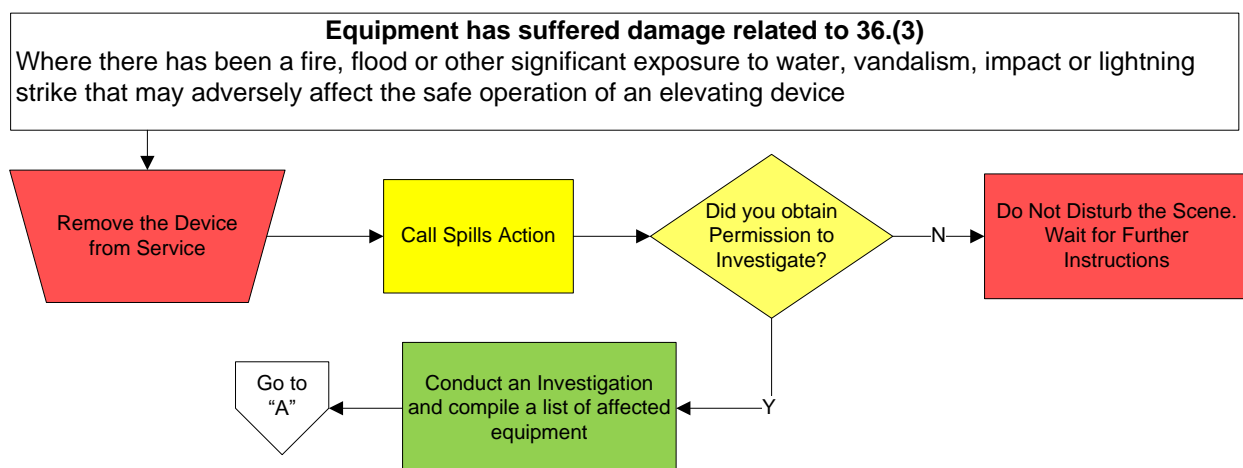 Equipment has suffered damage related to 36.(3)
Where there has been a fire, flood or other significant exposure to water, vandalism, impact or lightning
strike that may adversely affect the safe operation of an elevating device
Remove the Device
from Service
Call Spills Action
Did you obtain
Permission to
Investigate?
N
Do Not Disturb the Scene.
Wait for Further
Instructions
Y
Conduct an Investigation
and compile a list of affected
equipment
Go to
“A”